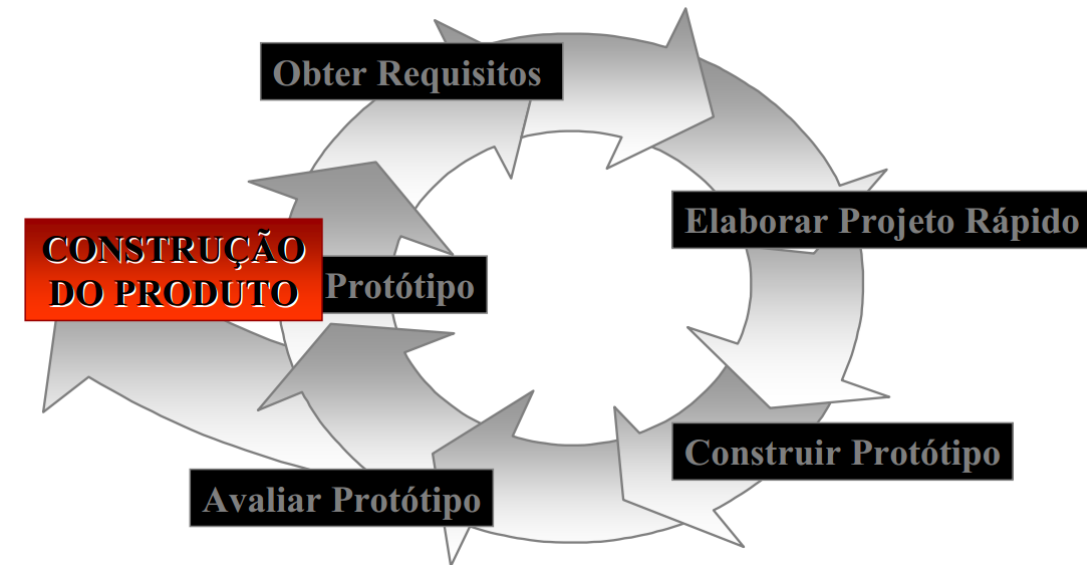 Obter Requisitos
Elaborar Projeto Rápido
CONSTRUÇÃO
DO PRODUTO
Protótipo
Construir Protótipo
Avaliar Protótipo